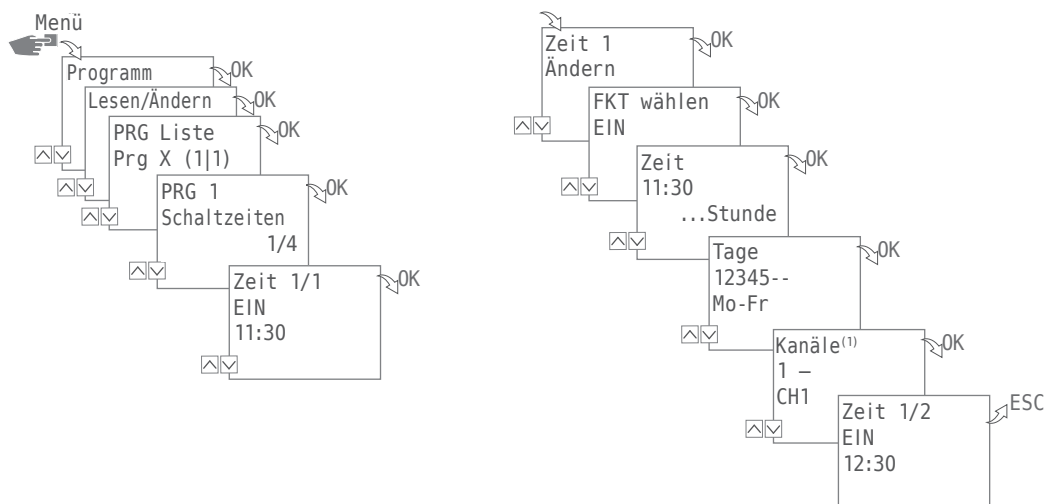 Menü
Programm
OK
Lesen/Ändern
OK
PRG Liste
Prg X (1|1)
OK
PRG 1
Schaltzeiten
1/4
OK
Zeit 1/1
EIN
11:30
OK
Zeit 1
Ändern
OK
FKT wählen
EIN
OK
Zeit
11:30
...Stunde
OK
Tage
12345--
Mo-Fr
OK
Kanäle(1)
1 –
CH1
OK
Zeit 1/2
EIN
12:30
ESC